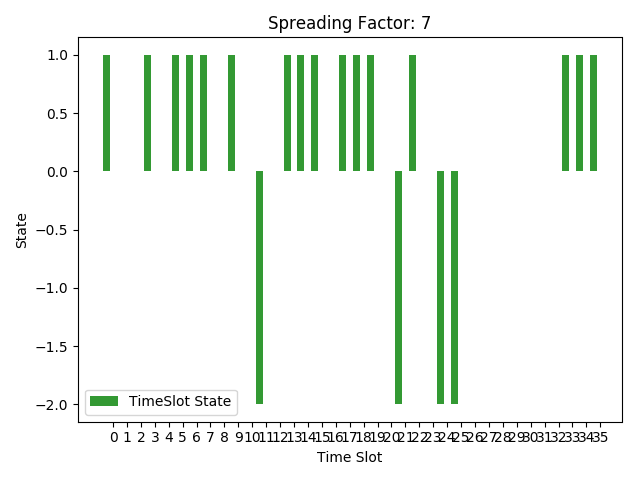 Spreading Factor: 7
1.0
0.5
0.0
−0.5
−1.0
−1.5
−2.0
State
TimeSlot State
0 1 2 3 4 5 6 7 8 9 10 11 12 13 14 15 16 17 18 19 20 21 22 23 24 25 26 27 28 29 30 31 32 33 34 35
Time Slot